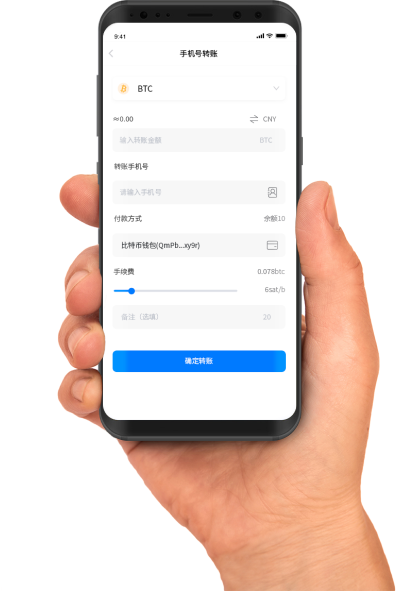 9:41
手机号转账
BTC
≈0.00 CNY
输入转账金额 BTC
转账手机号
请输入手机号
付款方式 余额10
比特币钱包(QmPb...xy9r)
手续费 0.078btc
6sat/b
备注（选填） 20
确定转账